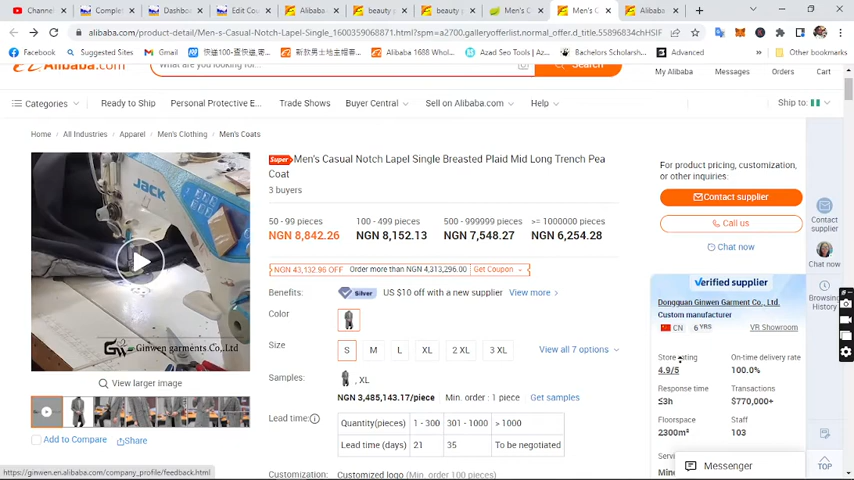 Channel
Comple
Dashbo
Edit Cou
Alibaba
beauty
beauty
Men's C
Men's C
Alibaba
alibaba.com/product-detail/Men-s-Casual-Notch-Lapel-Single_1600359068871.html?spm=a2700.galleryofferlist.normal_offer.d_title.55896834chHSIF
Facebook
Suggested Sites
Gmail
Alibaba 1688 Whol...
Azad Seo Tools | Az...
Bachelors Scholarsh...
Advanced
Other bookmarks
Alibaba.com
What are you looking for...
Search
My Alibaba
Messages
Orders
Cart
Categories
Ready to Ship
Personal Protective E...
Trade Shows
Buyer Central
Sell on Alibaba.com
Help
Ship to:
Home
All Industries
Apparel
Men's Clothing
Men's Coats
JACK
Ginwen garments Co.,Ltd
View larger image
Add to Compare
Share
Super
Men's Casual Notch Lapel Single Breasted Plaid Mid Long Trench Pea
Coat
3 buyers
50 - 99 pieces
100 - 499 pieces
500 - 999999 pieces
>= 1000000 pieces
NGN 8,842.26
NGN 8,152.13
NGN 7,548.27
NGN 6,254.28
NGN 43,132.96 OFF
Order more than NGN 4,313,296.00
Get Coupon
Benefits:
Silver
US $10 off with a new supplier
View more >
Color
Size
S
M
L
XL
2 XL
3 XL
View all 7 options
Samples:
, XL
NGN 3,485,143.17/piece
Min. order : 1 piece
Get samples
Lead time:
Quantity(pieces)
1 - 300
301 - 1000
> 1000
Lead time (days)
21
35
To be negotiated
Customization:
Customized logo (Min. order 100 pieces)
For product pricing, customization,
or other inquiries:
Contact supplier
Call us
Chat now
Verified supplier
Dongguan Ginwen Garment Co., Ltd.
Custom manufacturer
CN
6 YRS
VR Showroom
Store rating
On-time delivery rate
4.9/5
100.0%
Response time
Transactions
≤3h
$770,000+
Floorspace
Staff
2300m²
103
Contact
supplier
Chat now
Browsing
History
TOP
Messenger
https://ginwen.en.alibaba.com/company_profile/feedback.html